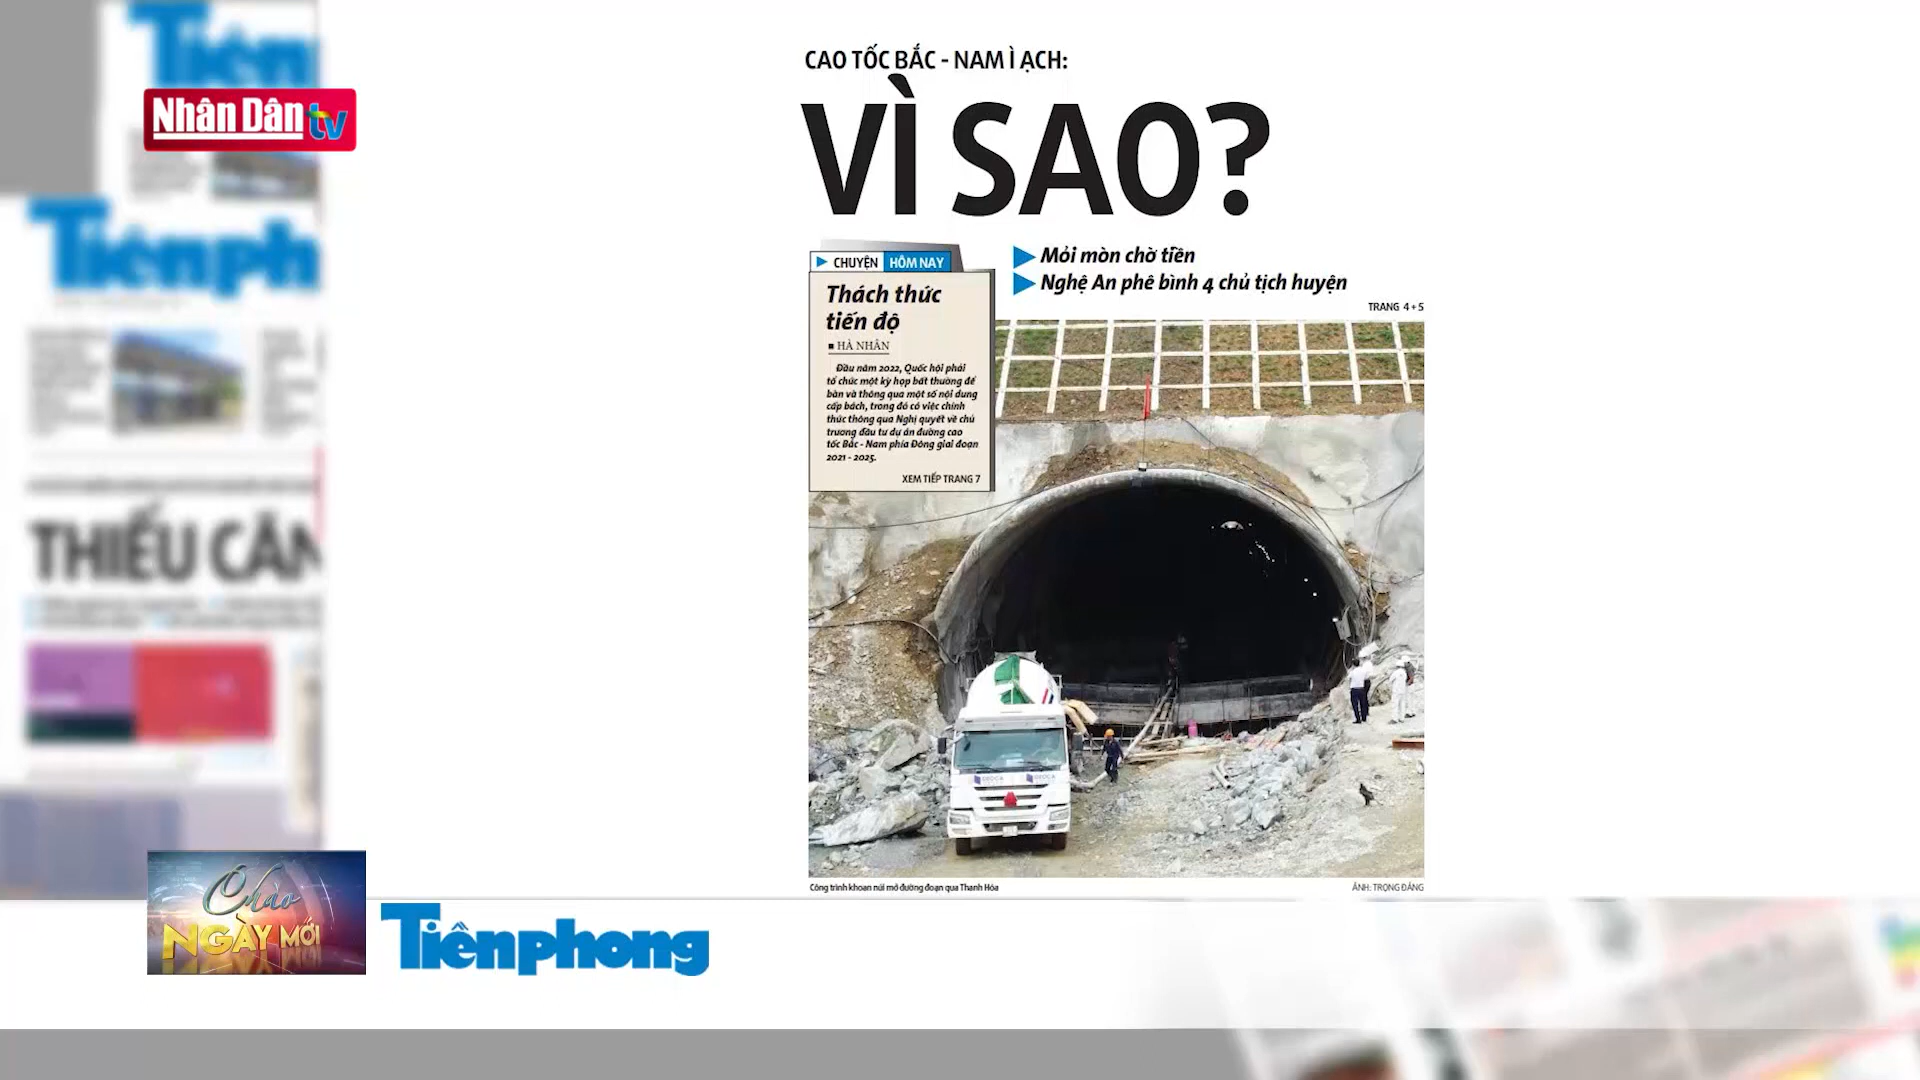 Nhân Dân tv
CAO TỐC BẮC - NAM Ì ẠCH:
VÌ SAO?
CHUYỆN HÔM NAY
Thách thức
tiến độ
HÀ NHÂN
Đầu năm 2022, Quốc hội phải
tổ chức một kỳ họp bất thường để
bàn và thông qua một số nội dung
cấp bách, trong đó có việc chính
thức thông qua Nghị quyết về chủ
trương đầu tư dự án đường cao
tốc Bắc - Nam phía Đông giai đoạn
2021 - 2025.
XEM TIẾP TRANG 7
Mỏi mòn chờ tiền
Nghệ An phê bình 4 chủ tịch huyện
TRANG 4 + 5
Công trình khoan núi mở đường đoạn qua Thanh Hóa
ẢNH: TRỌNG ĐẢNG
Tiênph
THIẾU CĂN
Chào
NGÀY MỚI
Tiênphong